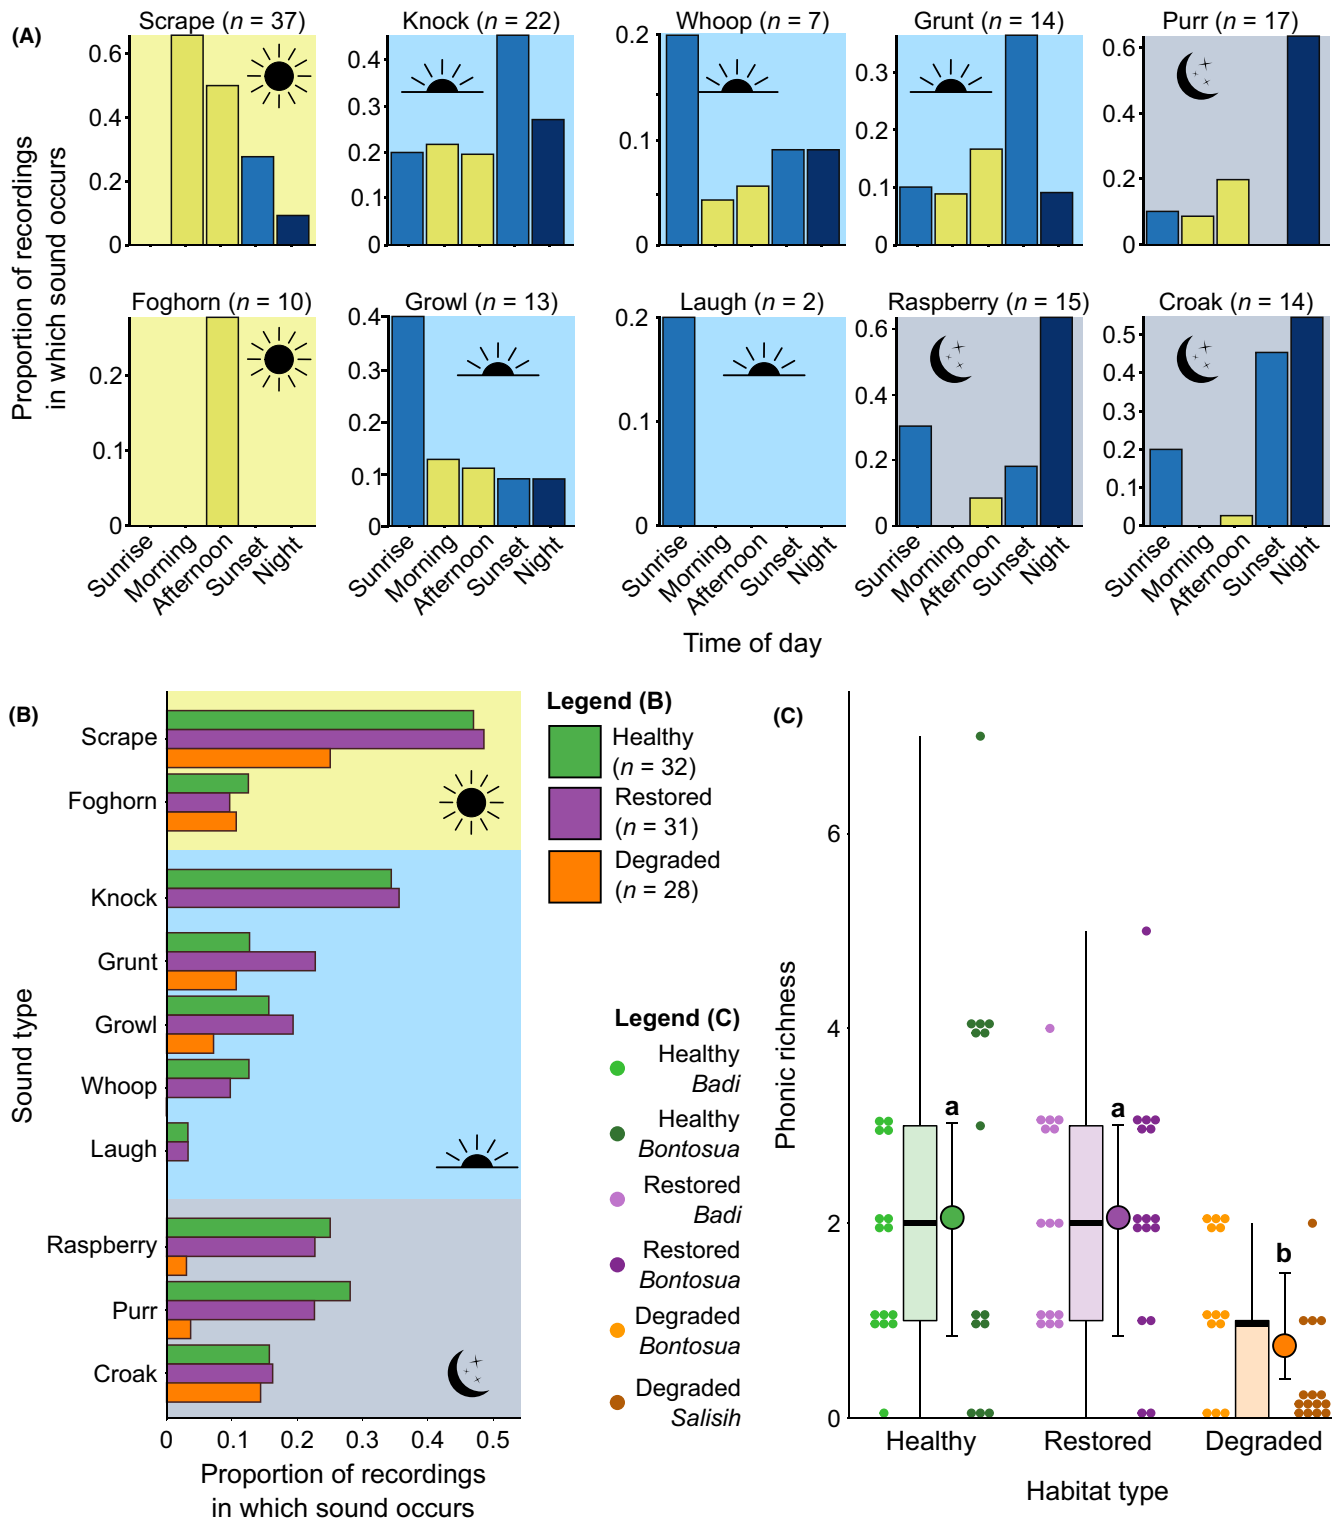 (A)
Scrape (n = 37)
Knock (n = 22)
Whoop (n = 7)
Grunt (n = 14)
Purr (n = 17)
0.6
0.4
0.2
0
0.4
0.3
0.2
0.1
0
0.2
0.1
0
0.3
0.2
0.1
0
0.6
0.4
0.2
0
Proportion of recordings
in which sound occurs
Foghorn (n = 10)
Growl (n = 13)
Laugh (n = 2)
Raspberry (n = 15)
Croak (n = 14)
0.2
0.1
0
0.4
0.3
0.2
0.1
0
0.2
0.1
0
0.6
0.4
0.2
0
0.5
0.4
0.3
0.2
0.1
0
Sunrise
Morning
Afternoon
Sunset
Night
Sunrise
Morning
Afternoon
Sunset
Night
Sunrise
Morning
Afternoon
Sunset
Night
Sunrise
Morning
Afternoon
Sunset
Night
Sunrise
Morning
Afternoon
Sunset
Night
Time of day
(B)
Sound type
Scrape
Foghorn
Knock
Grunt
Growl
Whoop
Laugh
Raspberry
Purr
Croak
0
0.1
0.2
0.3
0.4
0.5
Proportion of recordings
in which sound occurs
Legend (B)
Healthy
(n = 32)
Restored
(n = 31)
Degraded
(n = 28)
Legend (C)
Healthy
Badi
Healthy
Bontosua
Restored
Badi
Restored
Bontosua
Degraded
Bontosua
Degraded
Salisih
(C)
Phonic richness
6
4
2
0
a
a
b
Healthy
Restored
Degraded
Habitat type